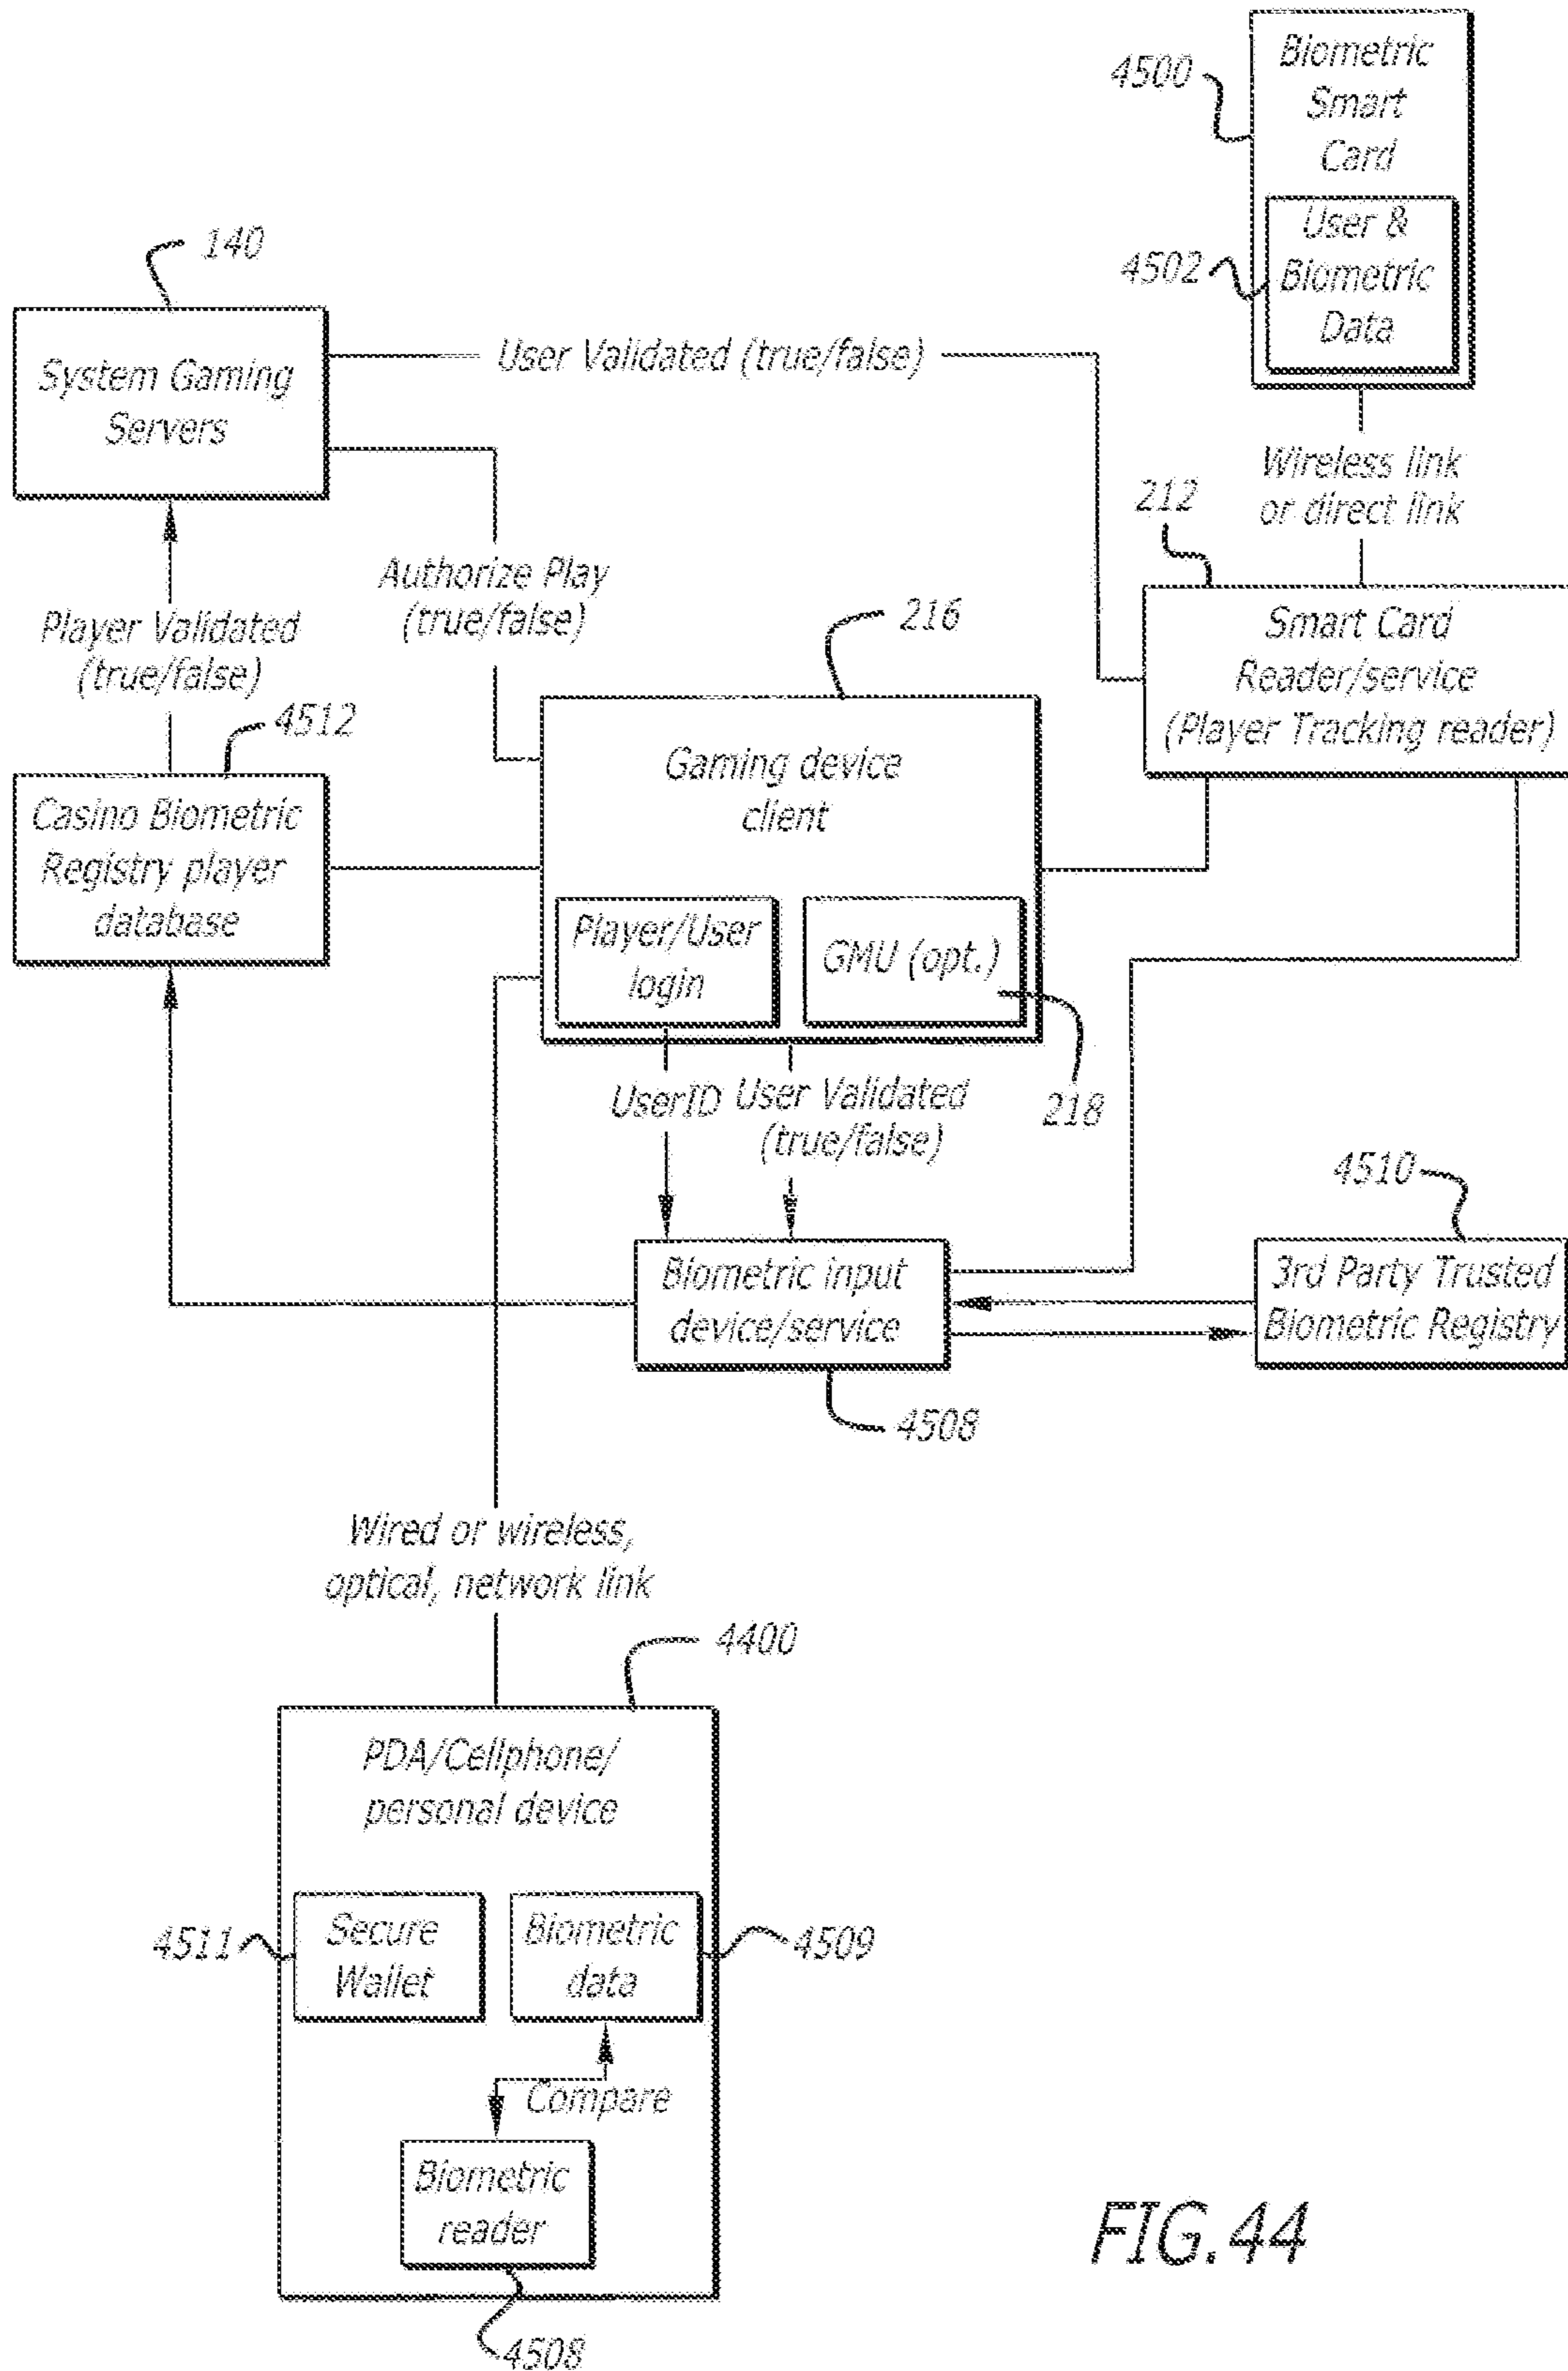 4500
Biometric
Smart
Card
4502
User &
Biometric
Data
140
System Gaming
Servers
User Validated (true/false)
Wireless link
or direct link
212
Smart Card
Reader/service
(Player Tracking reader)
Authorize Play
(true/false)
Player Validated
(true/false)
216
4512
Casino Biometric
Registry player
database
Gaming device
client
Player/User
login
GMU (opt.)
218
UserID
User Validated
(true/false)
4510
Biometric input
device/service
3rd Party Trusted
Biometric Registry
4508
Wired or wireless,
optical, network link
4400
PDA/Cellphone/
personal device
4511
Secure
Wallet
Biometric
data
4509
Compare
Biometric
reader
4508
FIG.44